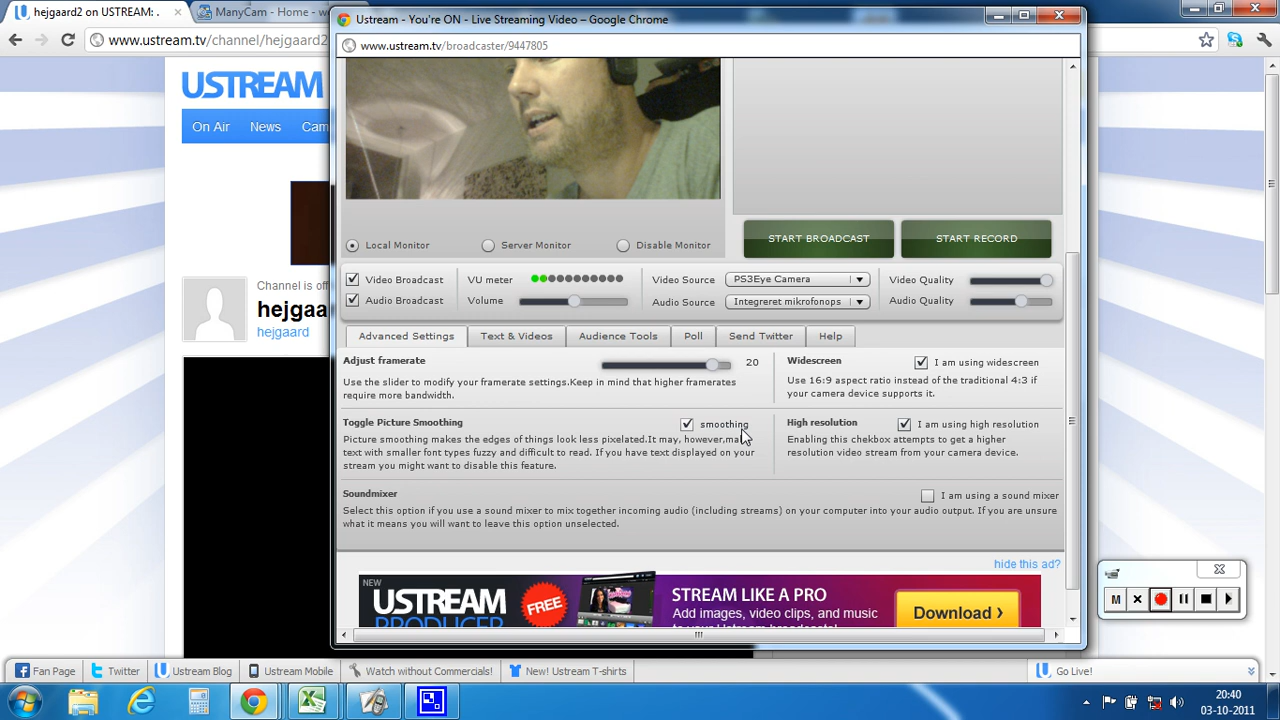 hejgaard2 on USTREAM: .
ManyCam - Home - w
Ustream - You're ON - Live Streaming Video – Google Chrome
www.ustream.tv/channel/hejgaard2
www.ustream.tv/broadcaster/9447805
USTREAM
On Air News Cam
Channel is off
hejgaa
hejgaard
START BROADCAST
START RECORD
Local Monitor
Server Monitor
Disable Monitor
Video Broadcast
VU meter
Video Source
PS3Eye Camera
Video Quality
Audio Broadcast
Volume
Audio Source
Integreret mikrofonops
Audio Quality
Advanced Settings
Text & Videos
Audience Tools
Poll
Send Twitter
Help
Adjust framerate
20
Use the slider to modify your framerate settings.Keep in mind that higher framerates
require more bandwidth.
Widescreen
I am using widescreen
Use 16:9 aspect ratio instead of the traditional 4:3 if
your camera device supports it.
Toggle Picture Smoothing
smoothing
Picture smoothing makes the edges of things look less pixelated.It may, however,ma
text with smaller font types fuzzy and difficult to read. If you have text displayed on your
stream you might want to disable this feature.
High resolution
I am using high resolution
Enabling this chekbox attempts to get a higher
resolution video stream from your camera device.
Soundmixer
I am using a sound mixer
Select this option if you use a sound mixer to mix together incoming audio (including streams) on your computer into your audio output. If you are unsure
what it means you will want to leave this option unselected.
hide this ad?
NEW
USTREAM
PRODUCER
FREE
STREAM LIKE A PRO
Add images, video clips, and music
to your Ustream broadcasts!
Download ›
M
Fan Page
Twitter
Ustream Blog
Ustream Mobile
Watch without Commercials!
New! Ustream T-shirts
Go Live!
20:40
03-10-2011